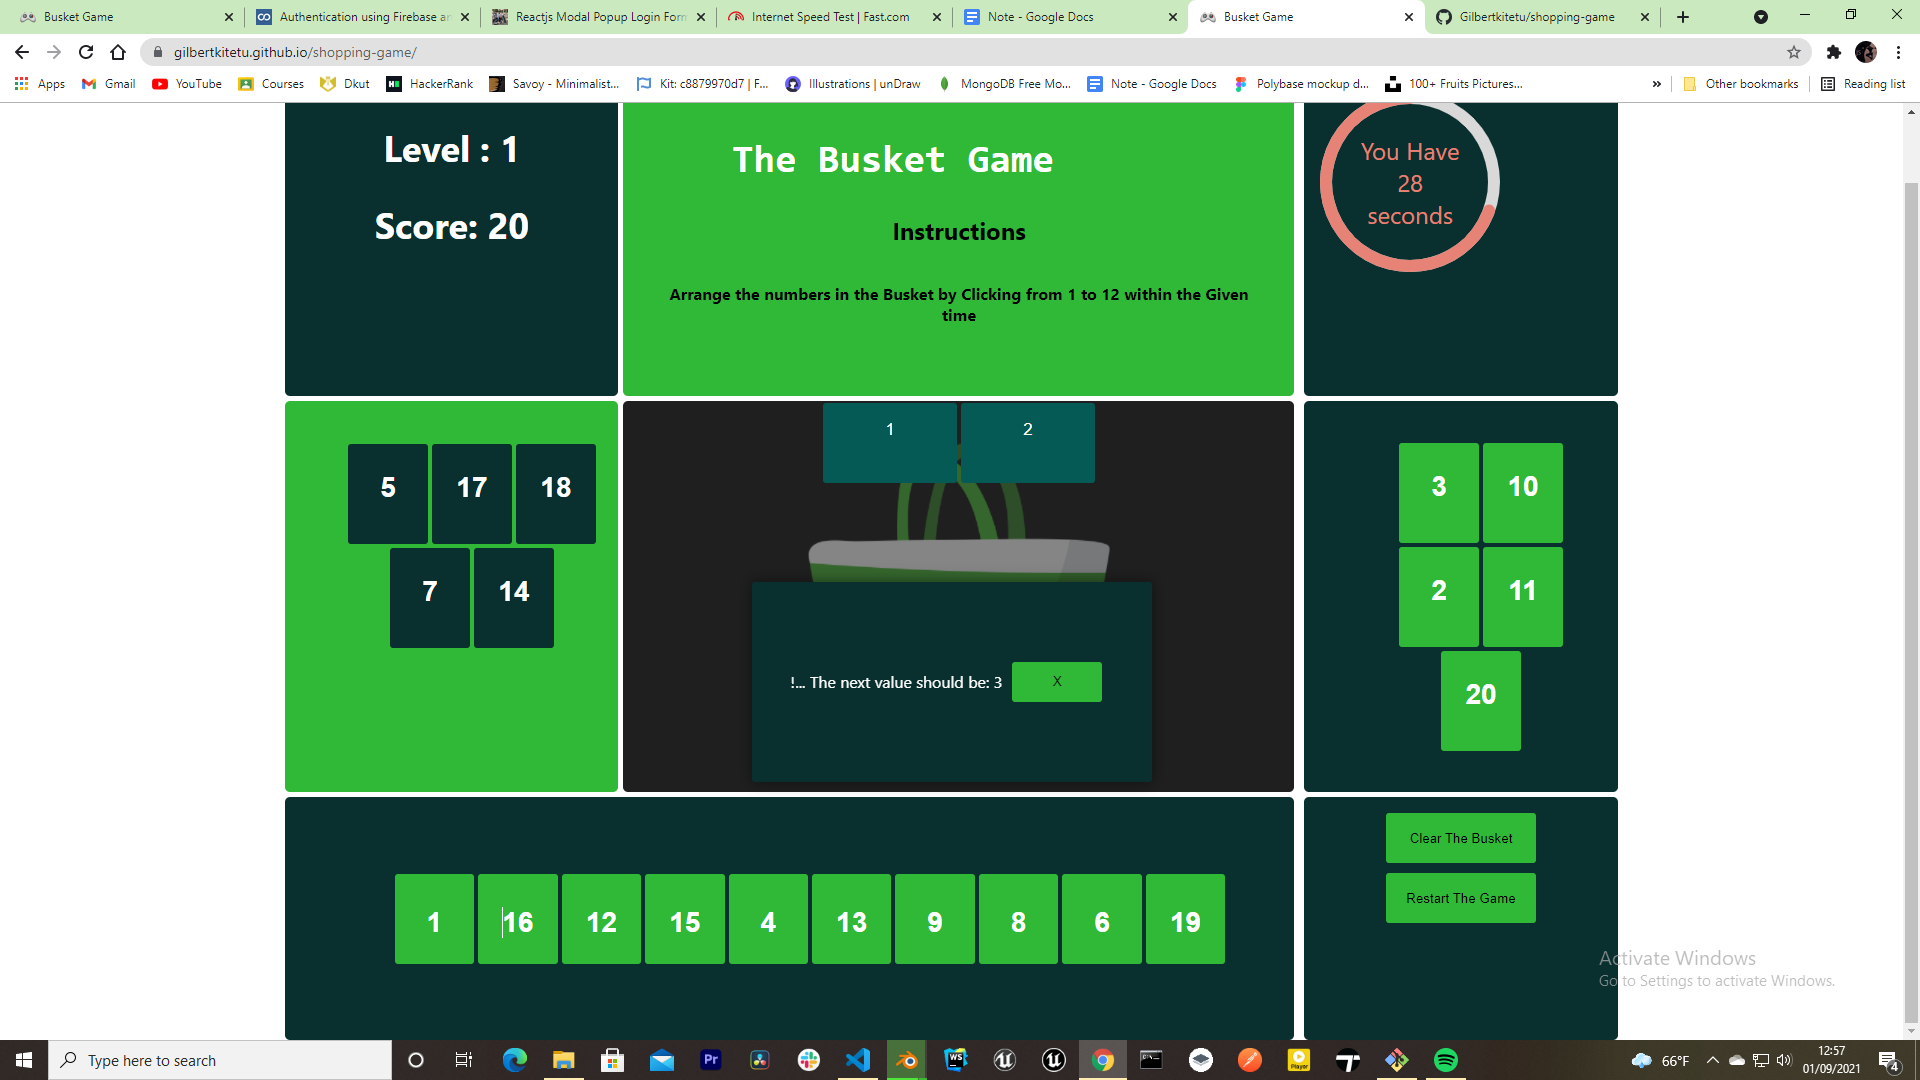 Busket Game
Authentication using Firebase an
Reactjs Modal Popup Login Form
Internet Speed Test | Fast.com
Note - Google Docs
Busket Game
Gilbertkitetu/shopping-game
gilbertkitetu.github.io/shopping-game/
Apps
Gmail
YouTube
Courses
Dkut
HackerRank
Savoy - Minimalist...
Kit: c8879970d7 | F...
Illustrations | unDraw
MongoDB Free Mo...
Note - Google Docs
Polybase mockup d...
100+ Fruits Pictures...
»
Other bookmarks
Reading list
Level : 1
Score: 20
The Busket Game
Instructions
Arrange the numbers in the Busket by Clicking from 1 to 12 within the Given
time
You Have
28
seconds
5 17 18
7 14
1 2
!... The next value should be: 3 X
3 10
2 11
20
1 16 12 15 4 13 9 8 6 19
Clear The Busket
Restart The Game
Activate Windows
Go to Settings to activate Windows.
Type here to search
Pr
WS
Player
66°F
12:57
01/09/2021
4